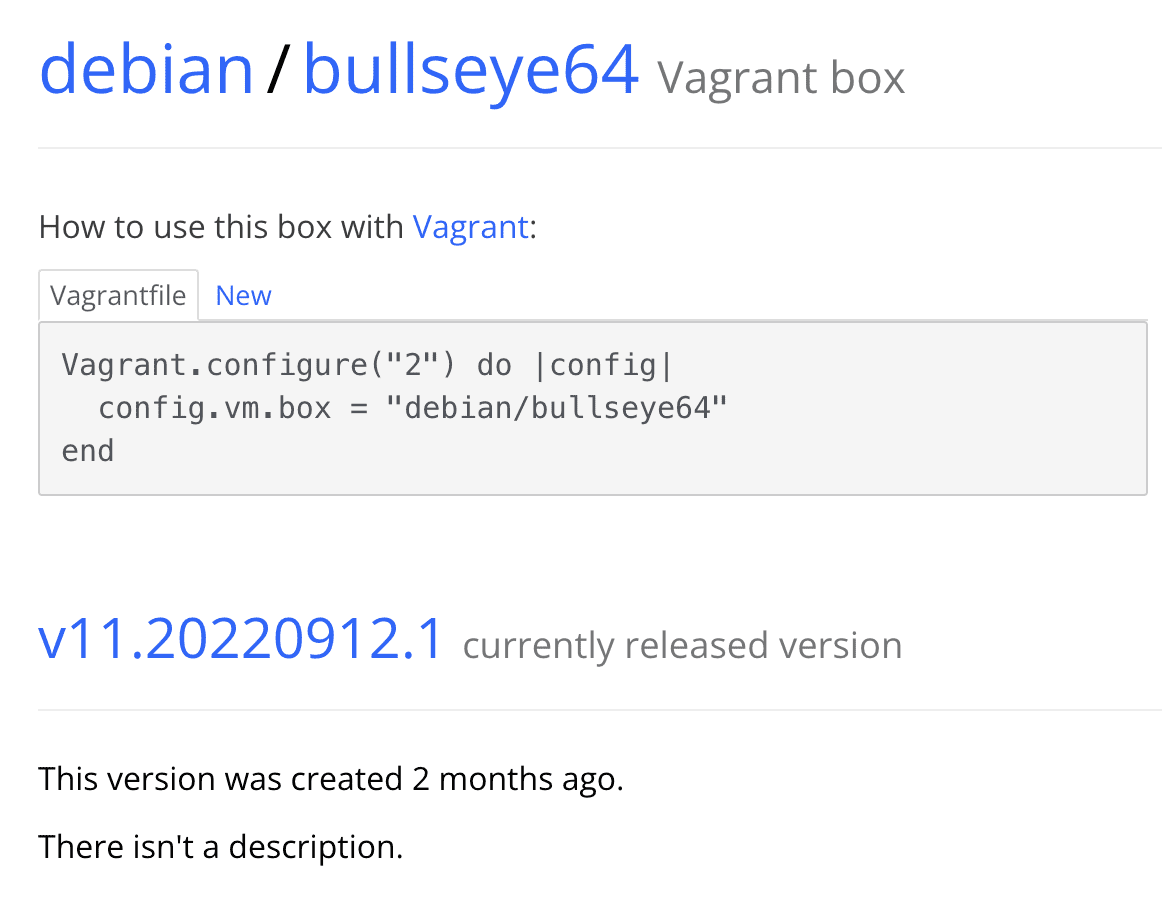 debian / bullseye64 Vagrant box
How to use this box with Vagrant:
Vagrantfile New
Vagrant.configure("2") do |config|
  config.vm.box = "debian/bullseye64"
end
v11.20220912.1 currently released version
This version was created 2 months ago.
There isn't a description.